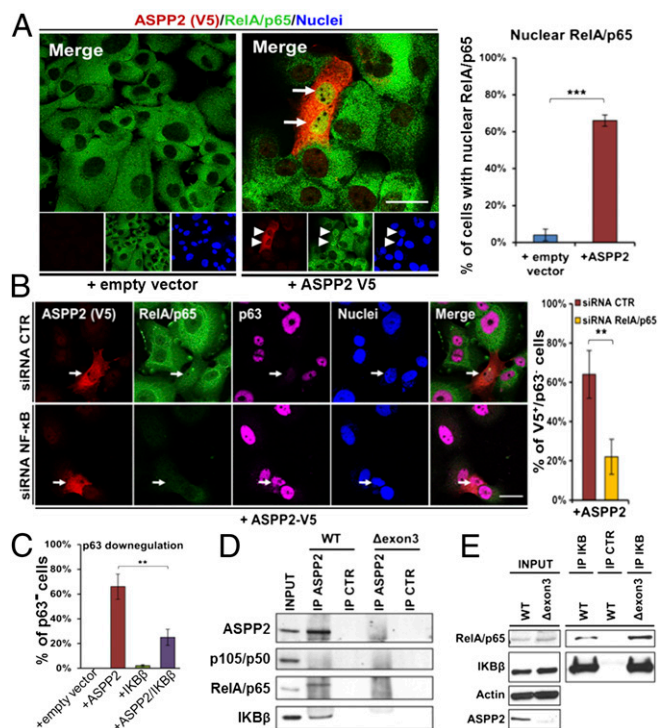 A
ASPP2 (V5)/RelA/p65/Nuclei
Merge
Merge
+ empty vector
+ ASPP2 V5
Nuclear RelA/p65
% of cells with nuclear RelA/p65
100%
80%
60%
40%
20%
0%
***
+ empty vector
+ASPP2
B
siRNA CTR
siRNA NF-κB
ASPP2 (V5)
RelA/p65
p63
Nuclei
Merge
+ ASPP2-V5
siRNA CTR
siRNA RelA/p65
% of V5+/p63- cells
100%
80%
60%
40%
20%
0%
**
+ASPP2
C
p63 downegulation
% of p63- cells
100%
80%
60%
40%
20%
0%
**
+empty vector
+ASPP2
+IKBβ
+ASPP2/IKBβ
D
WT
Δexon3
INPUT
IP ASPP2
IP CTR
IP ASPP2
IP CTR
ASPP2
p105/p50
RelA/p65
IKBβ
E
INPUT
IP IKB
IP CTR
IP IKB
WT
Δexon3
WT
WT
Δexon3
RelA/p65
IKBβ
Actin
ASPP2